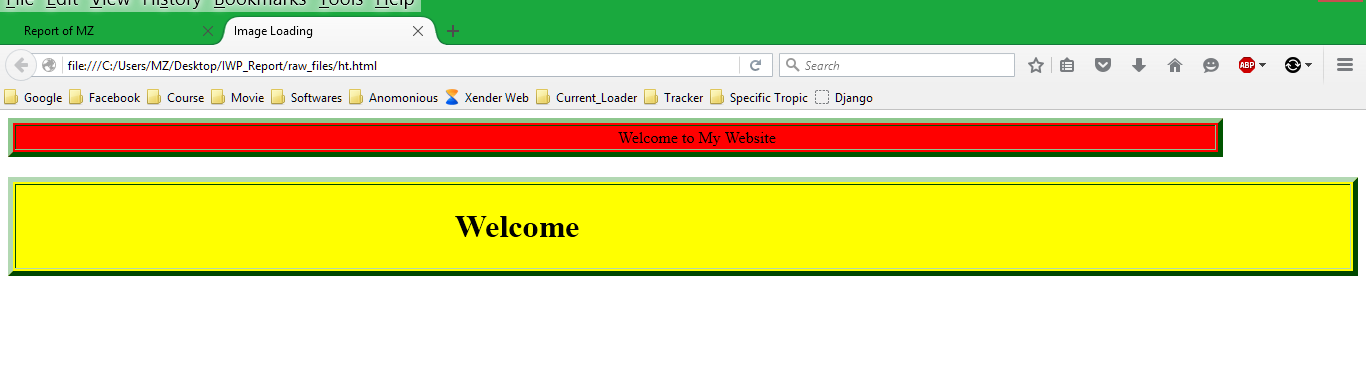 File Edit View History Bookmarks Tools Help
Report of MZ Image Loading
file:///C:/Users/MZ/Desktop/IWP_Report/raw_files/ht.html Search ABP
Google Facebook Course Movie Softwares Anomonious Xender Web Current_Loader Tracker Specific Tropic Django
Welcome to My Website
Welcome